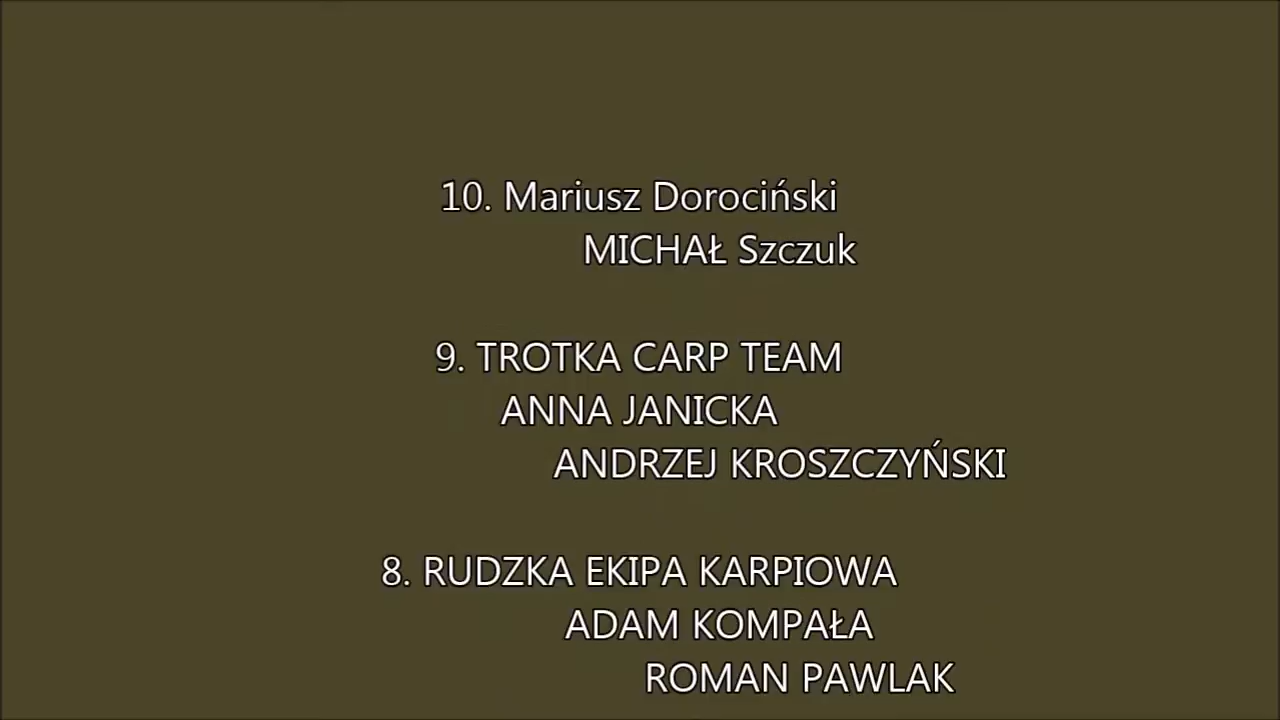 10. Mariusz Dorociński
MICHAŁ Szczuk
9. TROTKA CARP TEAM
ANNA JANICKA
ANDRZEJ KROSZCZYŃSKI
8. RUDZKA EKIPA KARPIOWA
ADAM KOMPAŁA
ROMAN PAWLAK